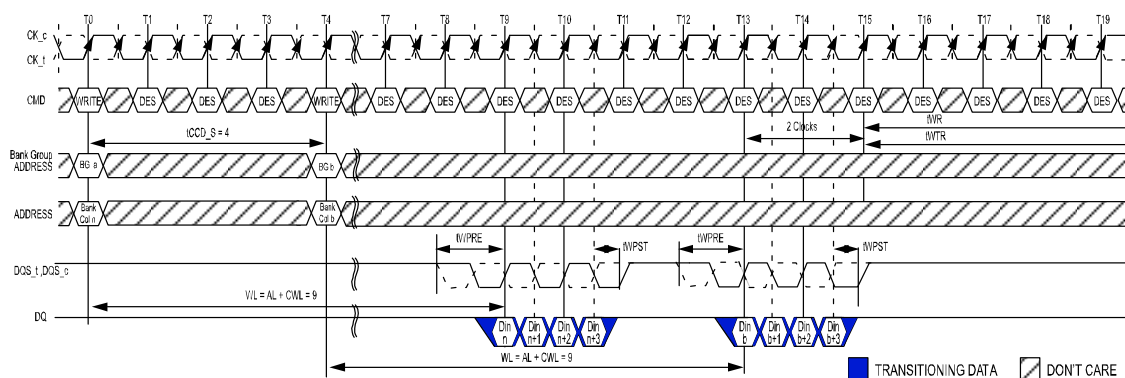 T0 T1 T2 T3 T4 T7 T8 T9 T10 T11 T12 T13 T14 T15 T16 T17 T18 T19
CK_c
CK_t
CMD WRITE DES DES DES WRITE DES DES DES DES DES DES DES DES DES DES DES DES DES
tCCD_S = 4 2 Clocks tWR
tWTR
Bank Group
ADDRESS BG a BG b
ADDRESS Bank Col n Bank Col b
tWPRE tWPST tWPRE tWPST
DQS_t ,DQS_c
WL = AL + CWL = 9
DQ Din n Din n+1 Din n+2 Din n+3 Din b Din b+1 Din b+2 Din b+3
WL = AL + CWL = 9
TRANSITIONING DATA DON'T CARE